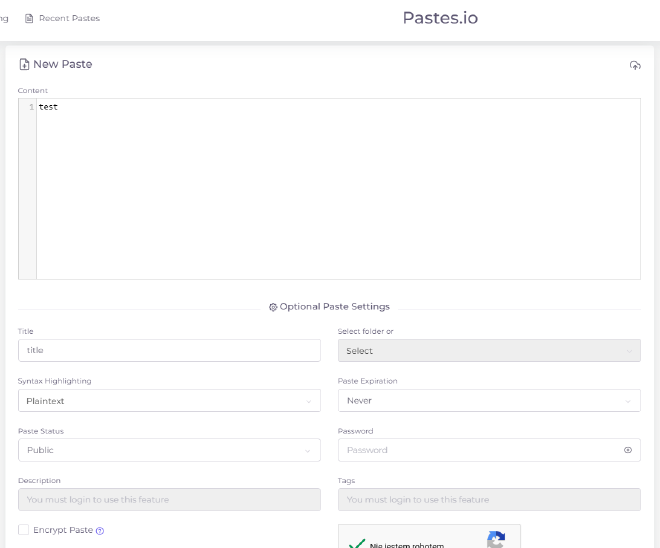 Recent Pastes
Pastes.io
New Paste
Content
1 test
Optional Paste Settings
Title
Select folder or
title
Select
Syntax Highlighting
Paste Expiration
Plaintext
Never
Paste Status
Password
Public
Password
Description
Tags
You must login to use this feature
You must login to use this feature
Encrypt Paste
Nie jestem robotem